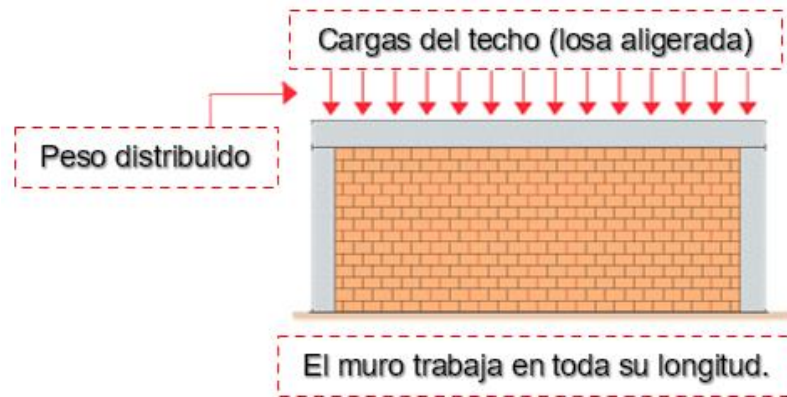 Cargas del techo (losa aligerada)
Peso distribuido
El muro trabaja en toda su longitud.